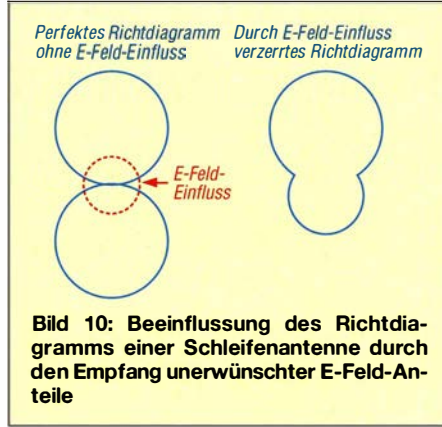 Perfektes Richtdiagramm
ohne E-Feld-Einfluss
Durch E-Feld-Einfluss
verzerrtes Richtdiagramm
E-Feld-
Einfluss
Bild 10: Beeinflussung des Richtdia-
gramms einer Schleifenantenne durch
den Empfang unerwünschter E-Feld-An-
teile